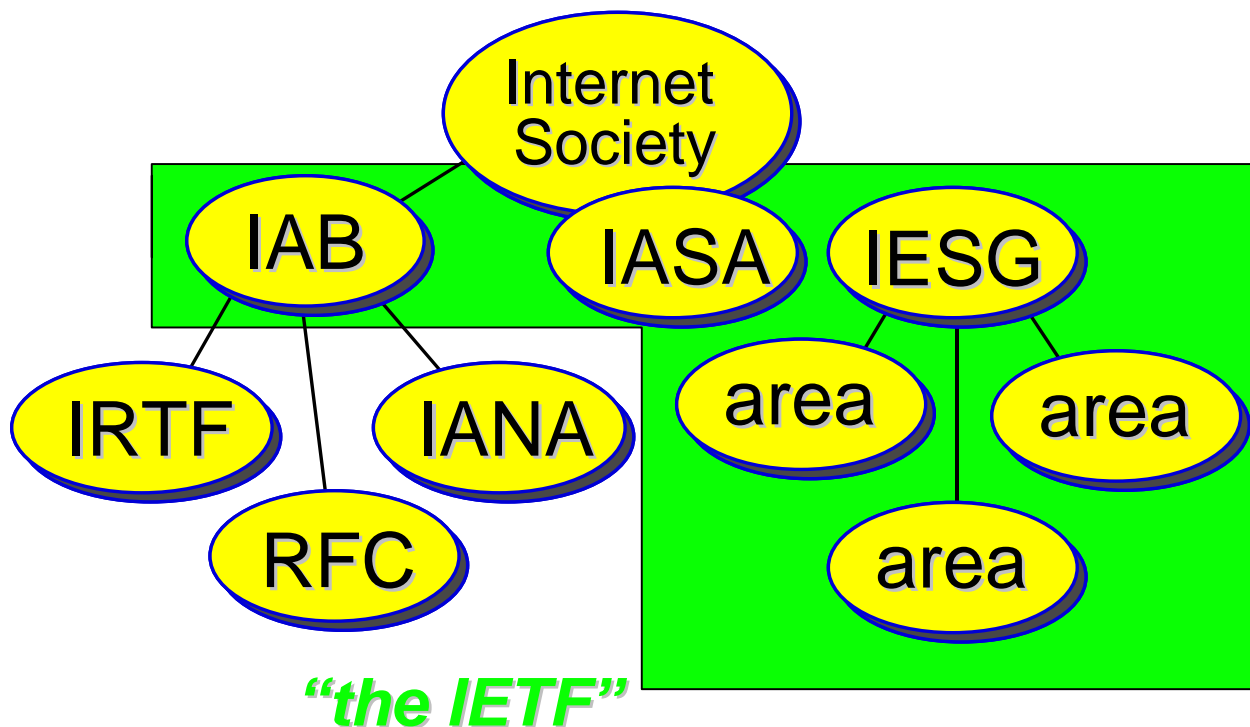 Internet
Society
IAB
IASA
IESG
IRTF
IANA
area
area
RFC
area
“the IETF”